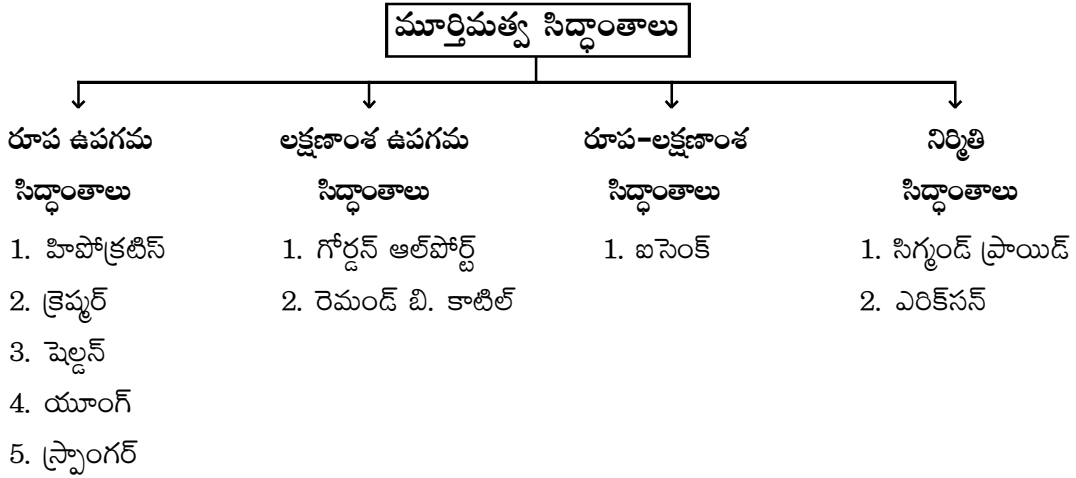 మూర్తిమత్వ సిద్ధాంతాలు
రూప ఉపగమ
సిద్ధాంతాలు
1. హిపోక్రటిస్
2. క్రెష్మర్
3. షెల్డన్
4. యూంగ్
5. స్ప్రాంగర్
లక్షణాంశ ఉపగమ
సిద్ధాంతాలు
1. గోర్డన్ ఆల్‌పోర్ట్
2. రెమండ్ బి. కాటిల్
రూప-లక్షణాంశ
సిద్ధాంతాలు
1. ఐసెంక్
నిర్మితి
సిద్ధాంతాలు
1. సిగ్మండ్ ప్రాయిడ్
2. ఎరిక్‌సన్